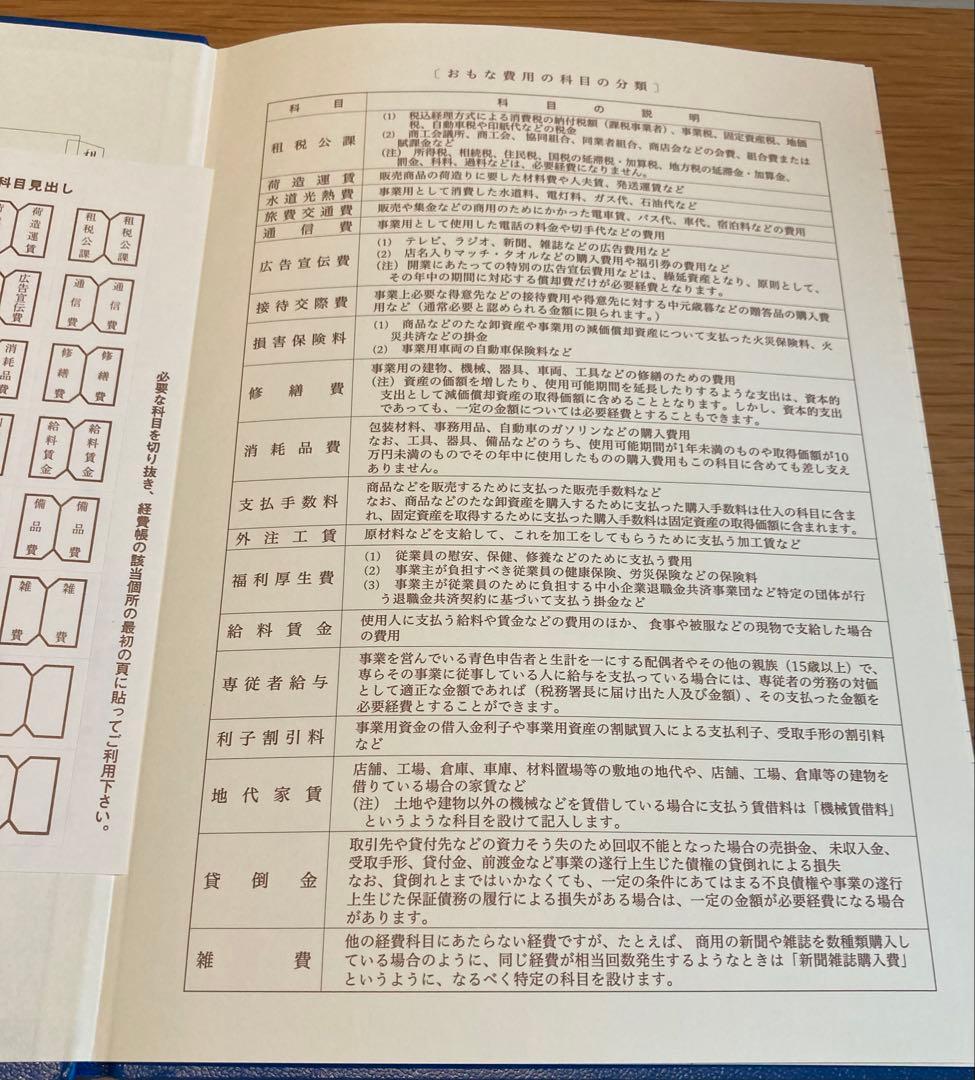 〔おもな費用の科目の分類〕
科目
科目の説明
租税公課
(1) 税込経理方式による消費税の納付税額（課税事業者）、事業税、固定資産税、地価
税、自動車税や印紙代などの税金
(2) 商工会議所、商工会、協同組合、同業者組合、商店会などの会費、組合費または
賦課金など
(注) 所得税、相続税、住民税、国税の延滞税・加算税、地方税の延滞金・加算金、
罰金、科料、過料などは、必要経費になりません。
荷造運賃
販売商品の荷造りに要した材料費や人夫賃、発送運賃など
水道光熱費
事業用として消費した水道料、電灯料、ガス代、石油代など
旅費交通費
販売や集金などの商用のためにかかった電車賃、バス代、車代、宿泊料などの費用
通信費
事業用として使用した電話の料金や切手代などの費用
広告宣伝費
(1) テレビ、ラジオ、新聞、雑誌などの広告費用など
(2) 店名入りマッチ・タオルなどの購入費用や福引券の費用など
(注) 開業にあたっての特別の広告宣伝費用などは、繰延資産となり、原則として、
その年中の期間に対応する償却費だけが必要経費となります。
接待交際費
事業上必要な得意先などの接待費用や得意先に対する中元歳暮などの贈答品の購入費
用など（通常必要と認められる金額に限られます。）
損害保険料
(1) 商品などのたな卸資産や事業用の減価償却資産について支払った火災保険料、火
災共済などの掛金
(2) 事業用車両の自動車保険料など
修繕費
事業用の建物、機械、器具、車両、工具などの修繕のための費用
(注) 資産の価額を増したり、使用可能期間を延長したりするような支出は、資本的
支出として減価償却資産の取得価額に含めることとなります。しかし、資本的支出
であっても、一定の金額については必要経費とすることもできます。
消耗品費
包装材料、事務用品、自動車のガソリンなどの購入費用
なお、工具、器具、備品などのうち、使用可能期間が1年未満のものや取得価額が10
万円未満のものでその年中に使用したものの購入費用もこの科目に含めても差し支え
ありません。
支払手数料
商品などを販売するために支払った販売手数料など
なお、商品などのたな卸資産を購入するために支払った購入手数料は仕入の科目に含ま
れ、固定資産を取得するために支払った購入手数料は固定資産の取得価額に含まれます。
外注工賃
原材料などを支給して、これを加工をしてもらうために支払う加工賃など
福利厚生費
(1) 従業員の慰安、保健、修養などのために支払う費用
(2) 事業主が負担すべき従業員の健康保険、労災保険などの保険料
(3) 事業主が従業員のために負担する中小企業退職金共済事業団など特定の団体が行
う退職金共済契約に基づいて支払う掛金など
給料賃金
使用人に支払う給料や賃金などの費用のほか、食事や被服などの現物で支給した場合
の費用
専従者給与
事業を営んでいる青色申告者と生計を一にする配偶者やその他の親族（15歳以上）で、
専らその事業に従事している人に給与を支払っている場合には、専従者の労務の対価
として適正な金額であれば（税務署長に届け出た人及び金額）、その支払った金額を
必要経費とすることができます。
利子割引料
事業用資金の借入金利子や事業用資産の割賦買入による支払利子、受取手形の割引料
など
地代家賃
店舗、工場、倉庫、車庫、材料置場等の敷地の地代や、店舗、工場、倉庫等の建物を
借りている場合の家賃など
(注) 土地や建物以外の機械などを賃借している場合に支払う賃借料は「機械賃借料」
というような科目を設けて記入します。
貸倒金
取引先や貸付先などの資力そう失のため回収不能となった場合の売掛金、未収入金、
受取手形、貸付金、前渡金など事業の遂行上生じた債権の貸倒れによる損失
なお、貸倒れとまではいかなくても、一定の条件にあてはまる不良債権や事業の遂行
上生じた保証債務の履行による損失がある場合は、一定の金額が必要経費になる場合
があります。
雑費
他の経費科目にあたらない経費ですが、たとえば、商用の新聞や雑誌を数種類購入し
ている場合のように、同じ経費が相当回数発生するようなときは「新聞雑誌購入費」
というように、なるべく特定の科目を設けます。
科目見出し
荷造運賃
租税公課
租税公課
広告宣伝費
通信費
通信費
消耗品費
修繕費
修繕費
給料賃金
給料賃金
備品費
備品費
雑費
雑費
必要な科目を切り抜き、経費帳の該当個所の最初の頁に貼ってご利用下さい。